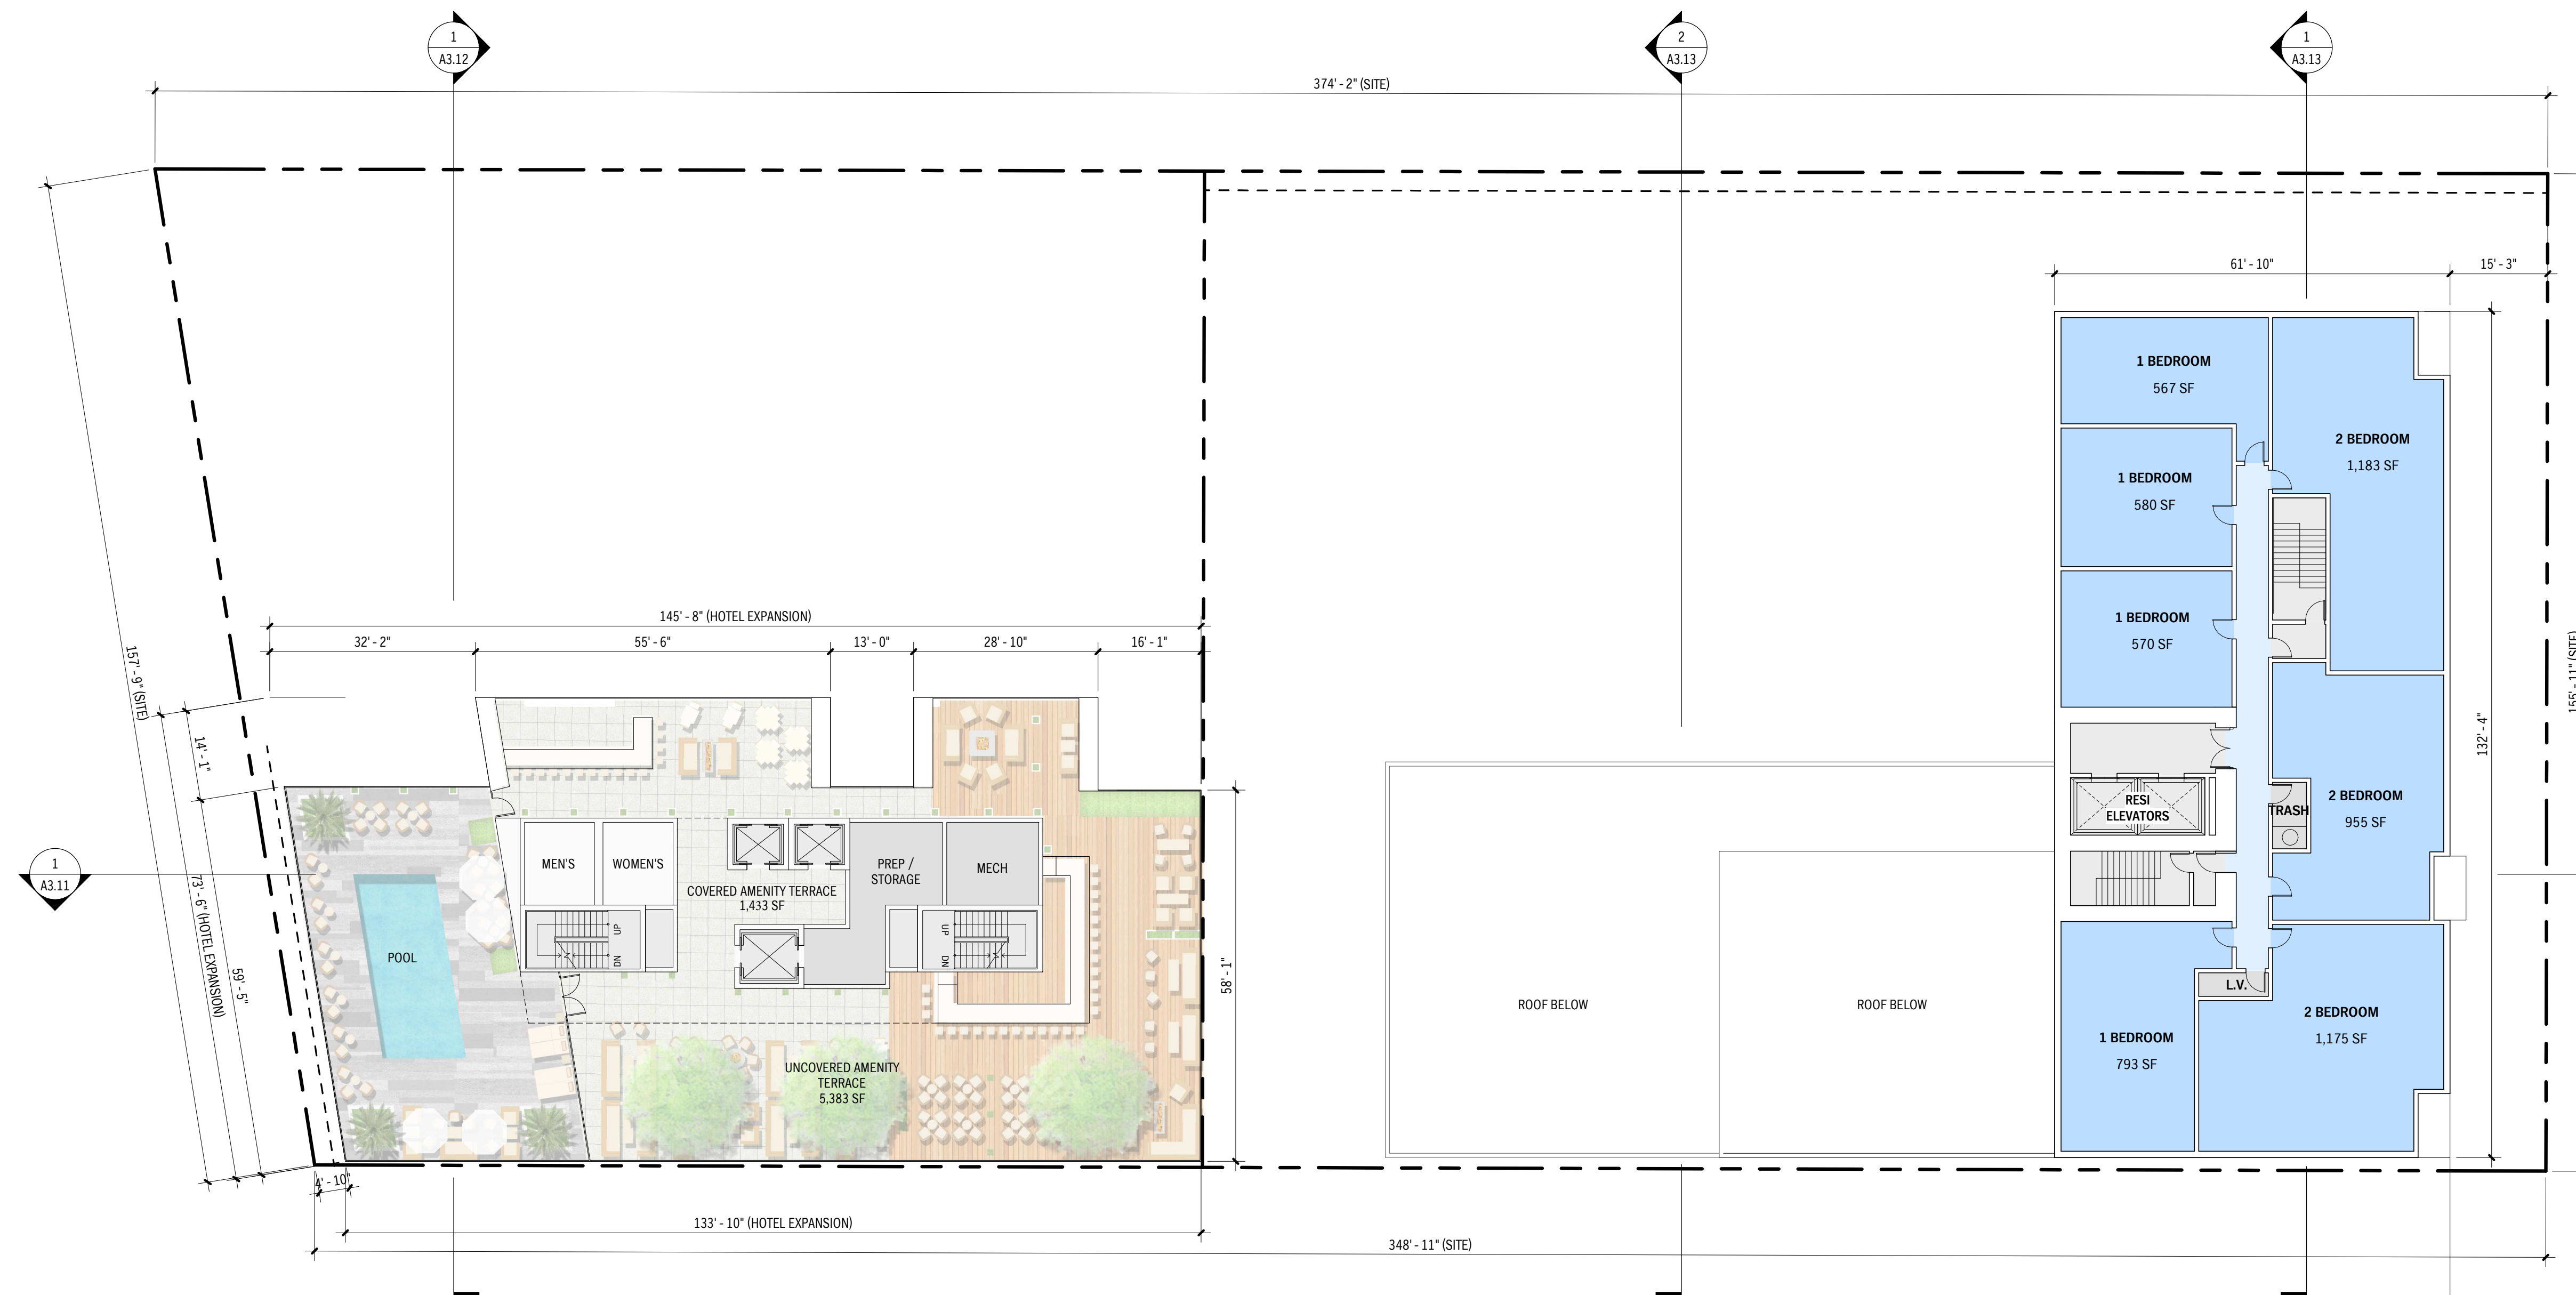 1
A3.12
2
A3.13
1
A3.13
374' - 2" (SITE)
61' - 10"
15' - 3"
1 BEDROOM
567 SF
2 BEDROOM
1,183 SF
1 BEDROOM
580 SF
1 BEDROOM
570 SF
145' - 8" (HOTEL EXPANSION)
32' - 2"
55' - 6"
13' - 0"
28' - 10"
16' - 1"
157' - 9" (SITE)
14' - 1"
155' - 11" (SITE)
132' - 4"
RESI
ELEVATORS
TRASH
2 BEDROOM
955 SF
MEN'S
WOMEN'S
PREP /
STORAGE
MECH
COVERED AMENITY TERRACE
1,433 SF
1
A3.11
73' - 6" (HOTEL EXPANSION)
59' - 5"
UP
DN
UP
DN
POOL
58' - 1"
ROOF BELOW
ROOF BELOW
L.V.
2 BEDROOM
1,175 SF
1 BEDROOM
793 SF
UNCOVERED AMENITY
TERRACE
5,383 SF
4' - 10"
133' - 10" (HOTEL EXPANSION)
348' - 11" (SITE)